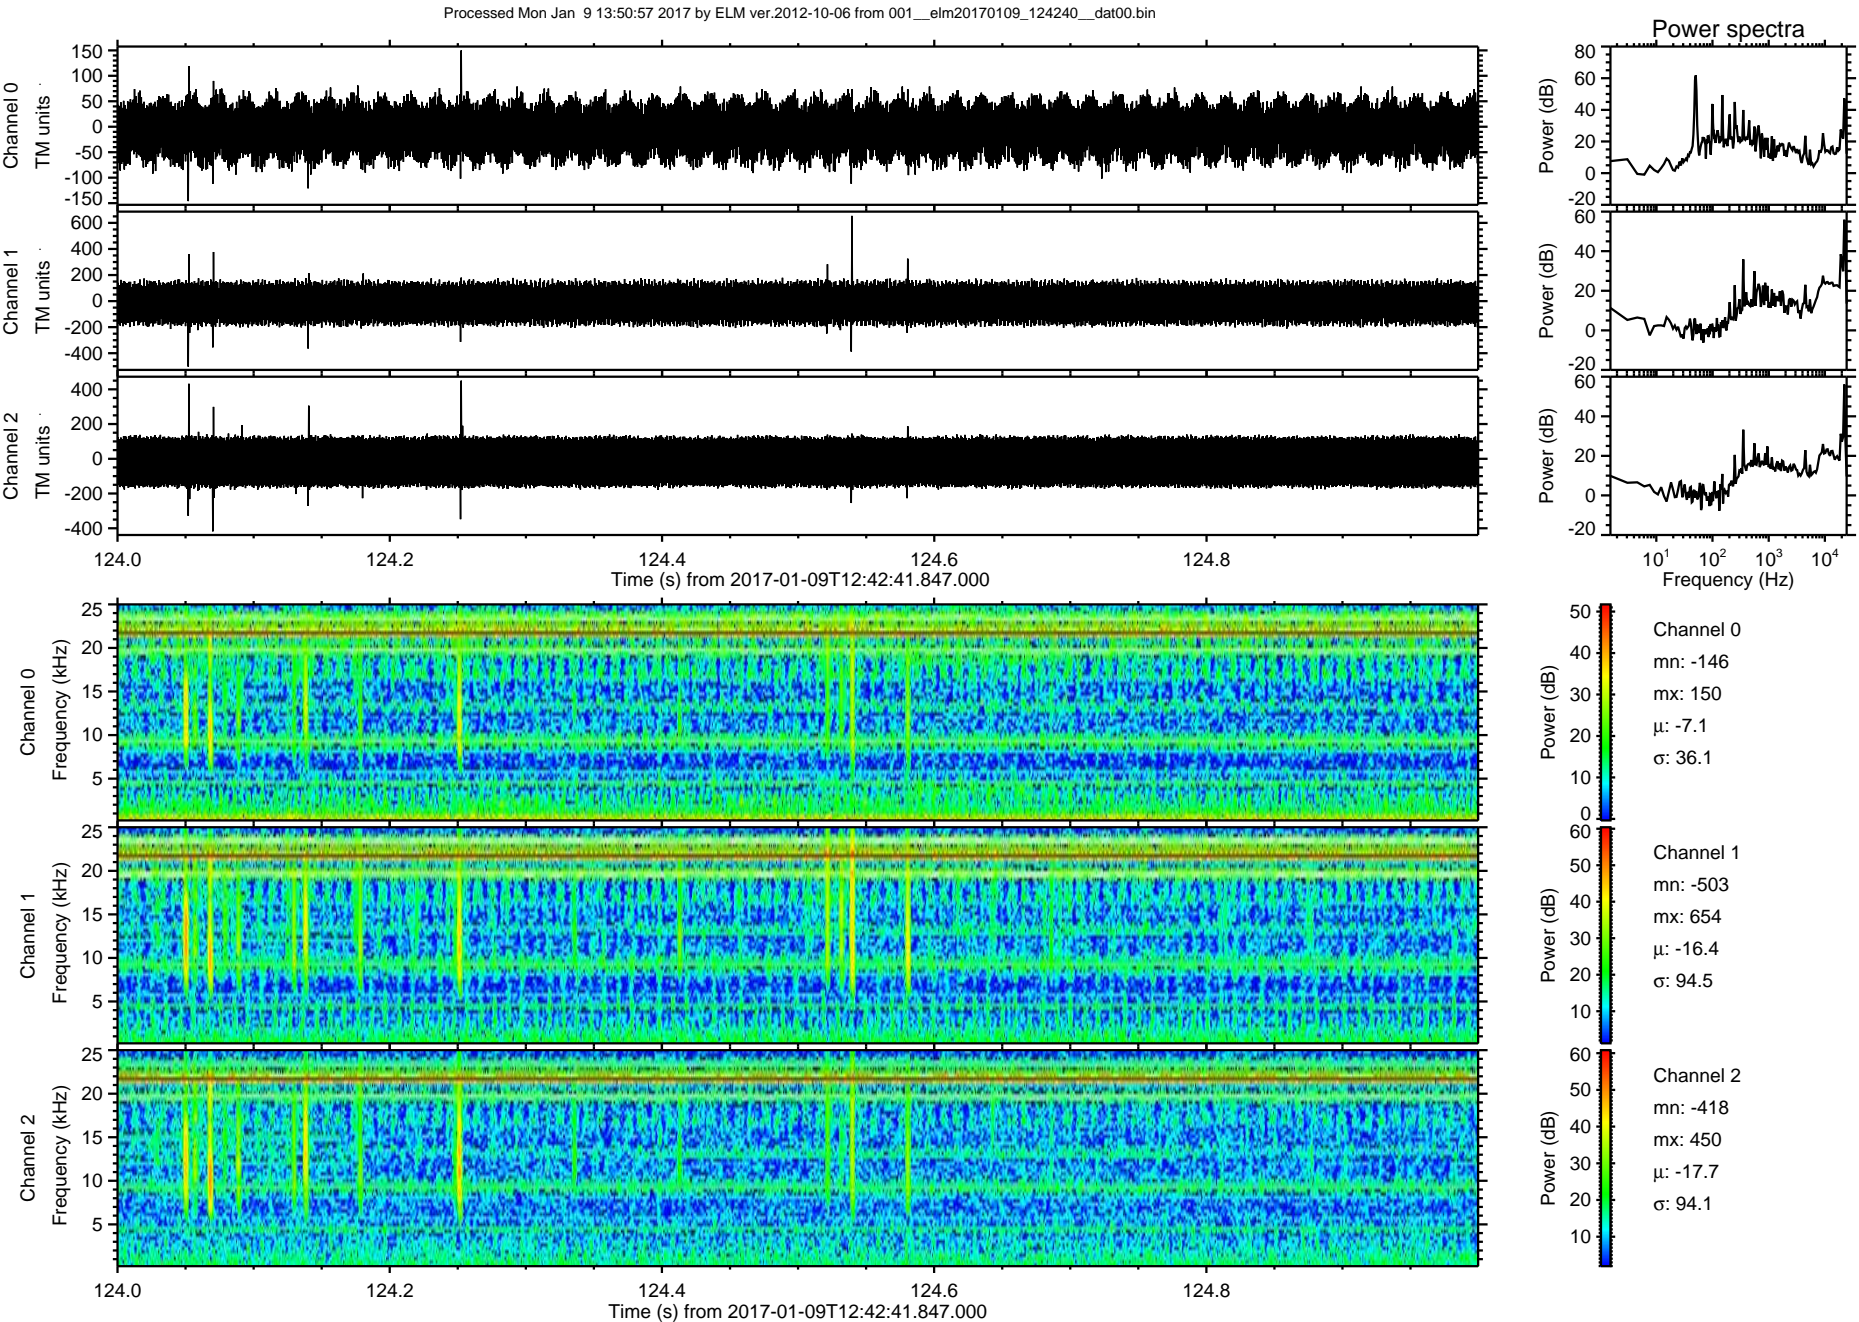 Processed Mon Jan  9 13:50:57 2017 by ELM ver.2012-10-06 from 001__elm20170109_124240__dat00.bin
Power spectra
Channel 0
TM units
150
100
50
0
-50
-100
-150
Power (dB)
80
60
40
20
0
-20
Channel 1
TM units
600
400
200
0
-200
-400
Power (dB)
60
40
20
0
-20
Channel 2
TM units
400
200
0
-200
-400
Power (dB)
60
40
20
0
-20
124.0 124.2 124.4 124.6 124.8
Time (s) from 2017-01-09T12:42:41.847.000
10¹ 10² 10³ 10⁴
Frequency (Hz)
Channel 0
Frequency (kHz)
25
20
15
10
5
Power (dB)
50
40
30
20
10
0
Channel 0
mn: -146
mx: 150
μ: -7.1
σ: 36.1
Channel 1
Frequency (kHz)
25
20
15
10
5
Power (dB)
60
50
40
30
20
10
Channel 1
mn: -503
mx: 654
μ: -16.4
σ: 94.5
Channel 2
Frequency (kHz)
25
20
15
10
5
Power (dB)
60
50
40
30
20
10
Channel 2
mn: -418
mx: 450
μ: -17.7
σ: 94.1
124.0 124.2 124.4 124.6 124.8
Time (s) from 2017-01-09T12:42:41.847.000